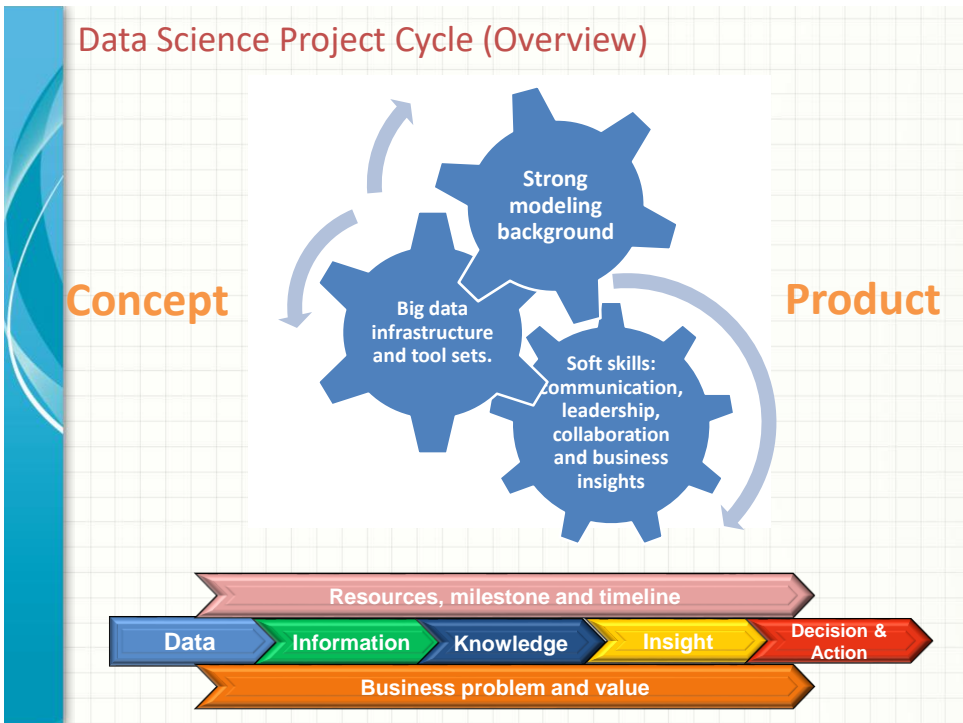 Data Science Project Cycle (Overview)
Strong
modeling
background
Concept
Product
Big data
infrastructure
and tool sets.
Soft skills:
communication,
leadership,
collaboration
and business
insights
Resources, milestone and timeline
Data
Information
Knowledge
Insight
Decision &
Action
Business problem and value